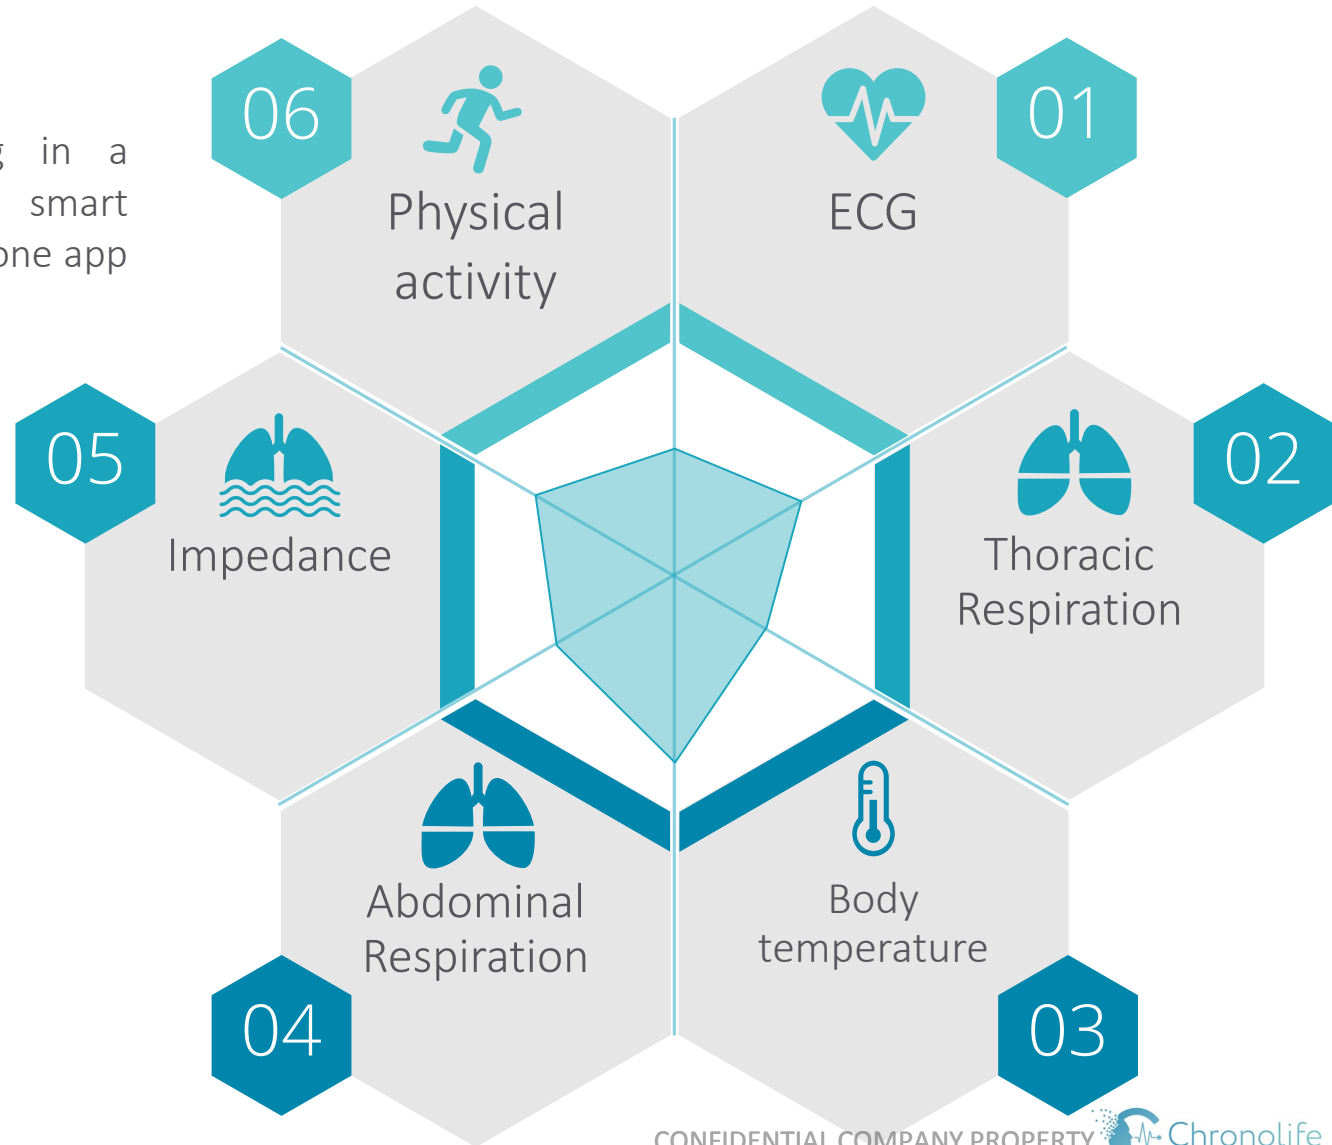 in a
smart
app
06
Physical
activity
01
ECG
05
Impedance
02
Thoracic
Respiration
04
Abdominal
Respiration
03
Body
temperature
CONFIDENTIAL COMPANY PROPERTY
Chronolife